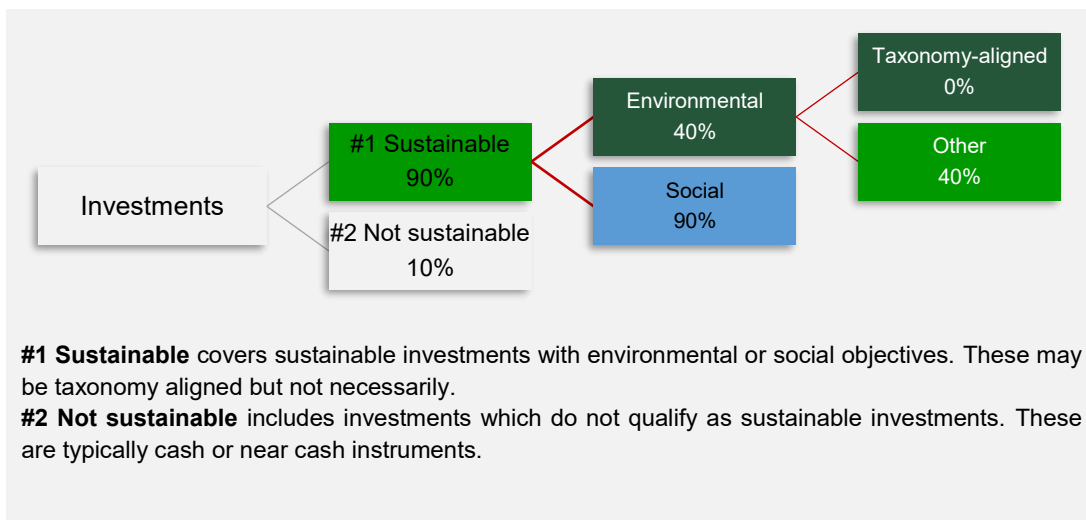 Investments
#1 Sustainable
90%
#2 Not sustainable
10%
Environmental
40%
Social
90%
Taxonomy-aligned
0%
Other
40%
#1 Sustainable covers sustainable investments with environmental or social objectives. These may
be taxonomy aligned but not necessarily.
#2 Not sustainable includes investments which do not qualify as sustainable investments. These
are typically cash or near cash instruments.